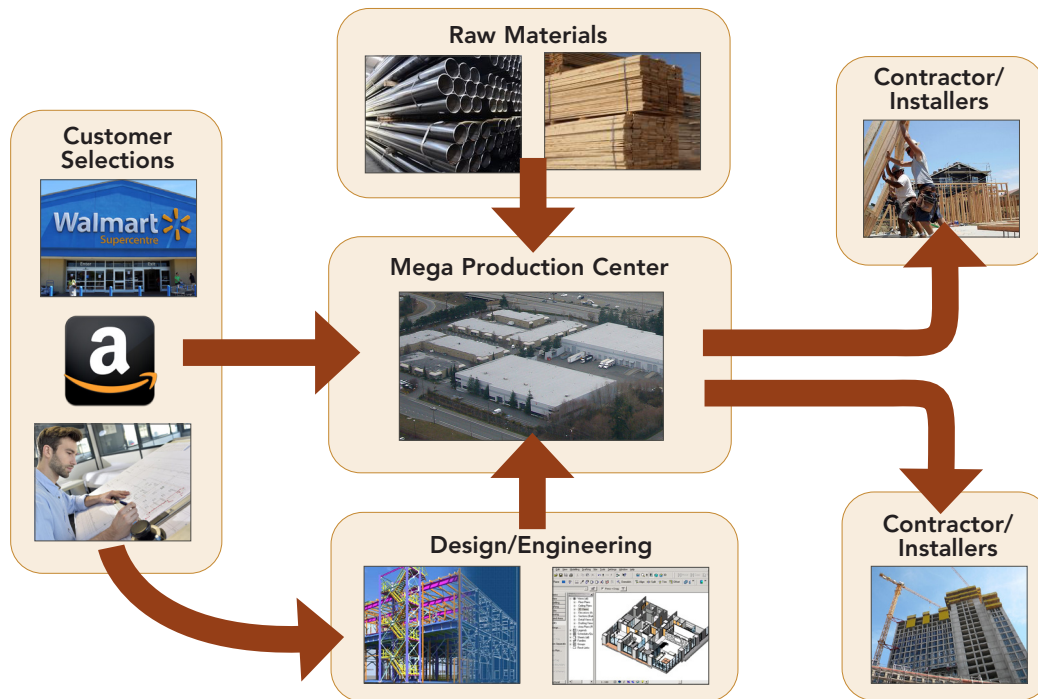 Raw Materials
Customer
Selections
Walmart
Supercentre
a
Mega Production Center
Design/Engineering
Contractor/
Installers
Contractor/
Installers